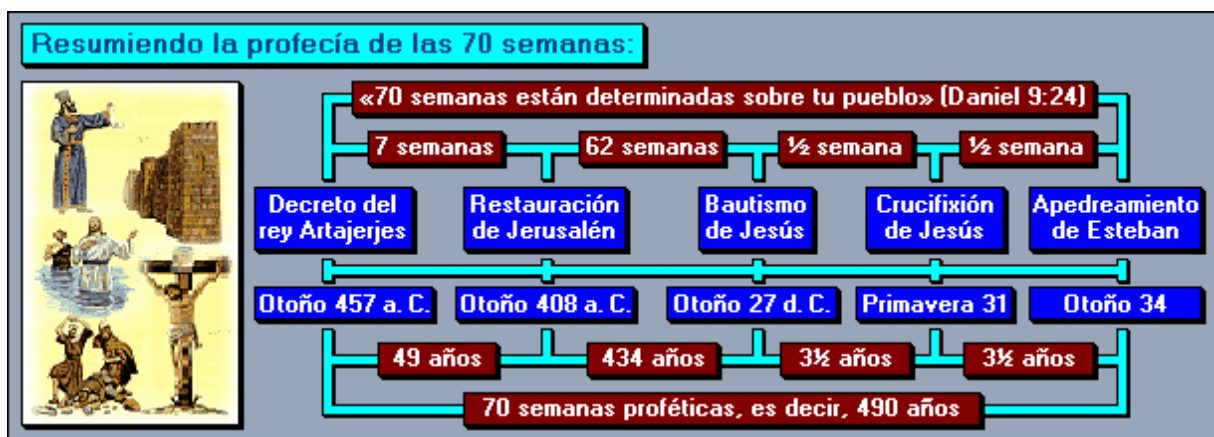 Resumiendo la profecía de las 70 semanas:
«70 semanas están determinadas sobre tu pueblo» (Daniel 9:24)
7 semanas
62 semanas
½ semana
½ semana
Decreto del
rey Artajerjes
Restauración
de Jerusalén
Bautismo
de Jesús
Crucifixión
de Jesús
Apedreamiento
de Esteban
Otoño 457 a. C.
Otoño 408 a. C.
Otoño 27 d. C.
Primavera 31
Otoño 34
49 años
434 años
3½ años
3½ años
70 semanas proféticas, es decir, 490 años